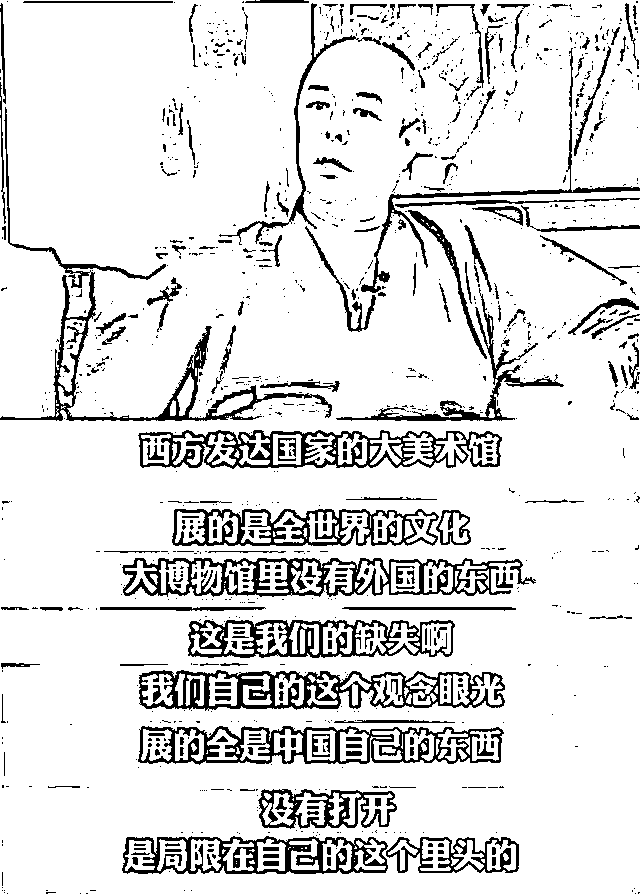 西方发达国家的大美术馆
展的是全世界的文化
大博物馆里没有外国的东西
这是我们的缺失啊
我们自己的这个观念眼光
展的全是中国自己的东西
没有打开
是局限在自己的这个里头的